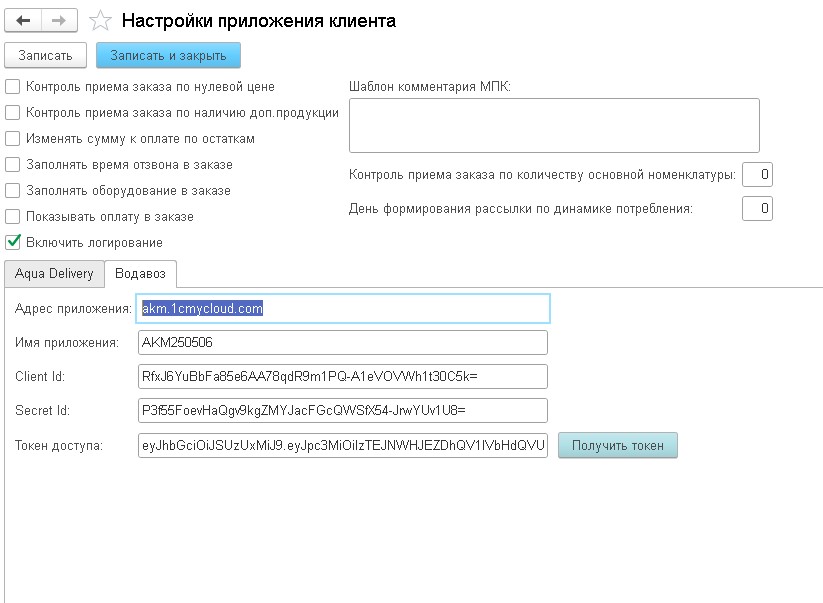 Настройки приложения клиента
Записать
Записать и закрыть
Контроль приема заказа по нулевой цене
Контроль приема заказа по наличию доп.продукции
Изменять сумму к оплате по остаткам
Заполнять время отзвона в заказе
Заполнять оборудование в заказе
Показывать оплату в заказе
Включить логирование
Шаблон комментария МПК:
Контроль приема заказа по количеству основной номенклатуры: 0
День формирования рассылки по динамике потребления: 0
Aqua Delivery
Водавоз
Адрес приложения: akm.1cmycloud.com
Имя приложения: AKM250506
Client Id: RfxJ6YuBbFa85e6AA78qdR9m1PQ-A1eVOVWh1t30C5k=
Secret Id: P3f55FoevHaQgv9kgZMYJacFGcQWSfX54-JrwYUv1U8=
Токен доступа: eyJhbGciOiJSUzUxMiJ9.eyJpc3MiOiIzTEJNWHJEZDhQV1lVbHdQVU
Получить токен